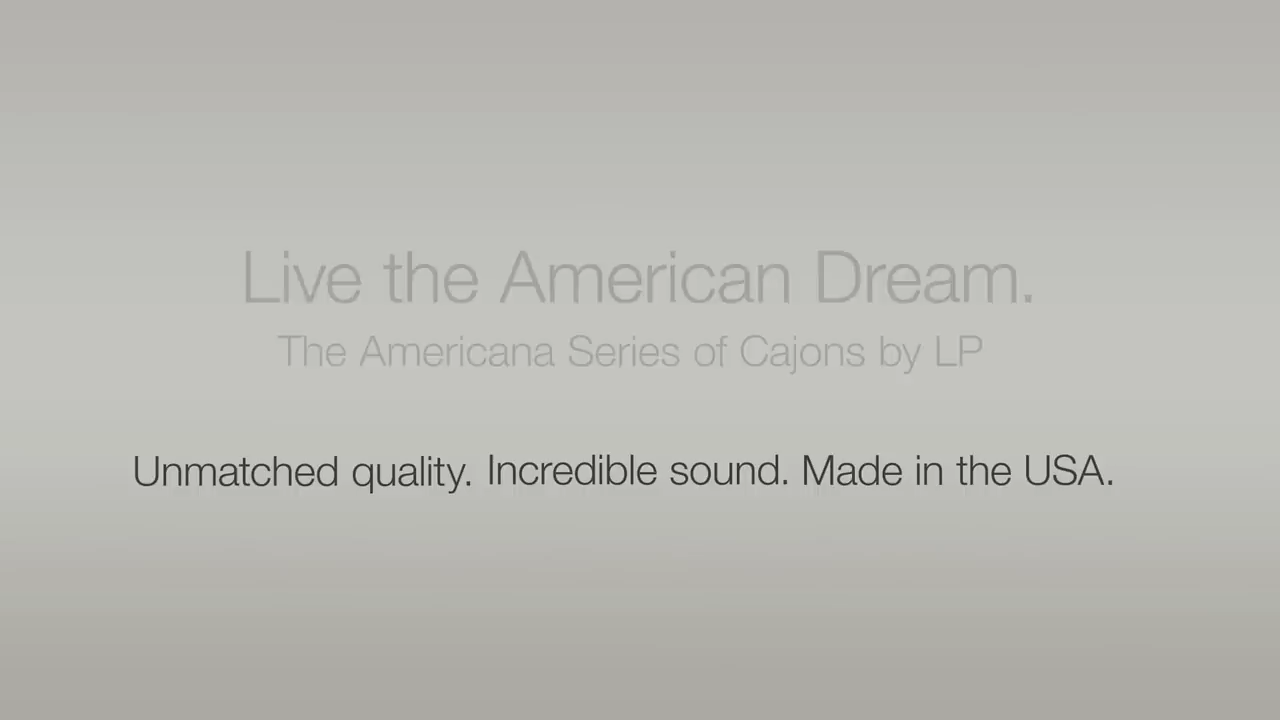 Live the American Dream.
The Americana Series of Cajons by LP
Unmatched quality. Incredible sound. Made in the USA.